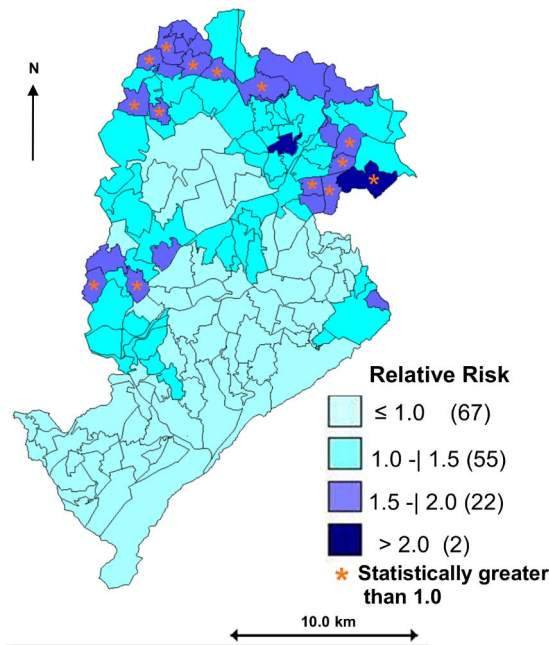 N
Relative Risk
≤ 1.0 (67)
1.0 -| 1.5 (55)
1.5 -| 2.0 (22)
> 2.0 (2)
* Statistically greater
than 1.0
10.0 km